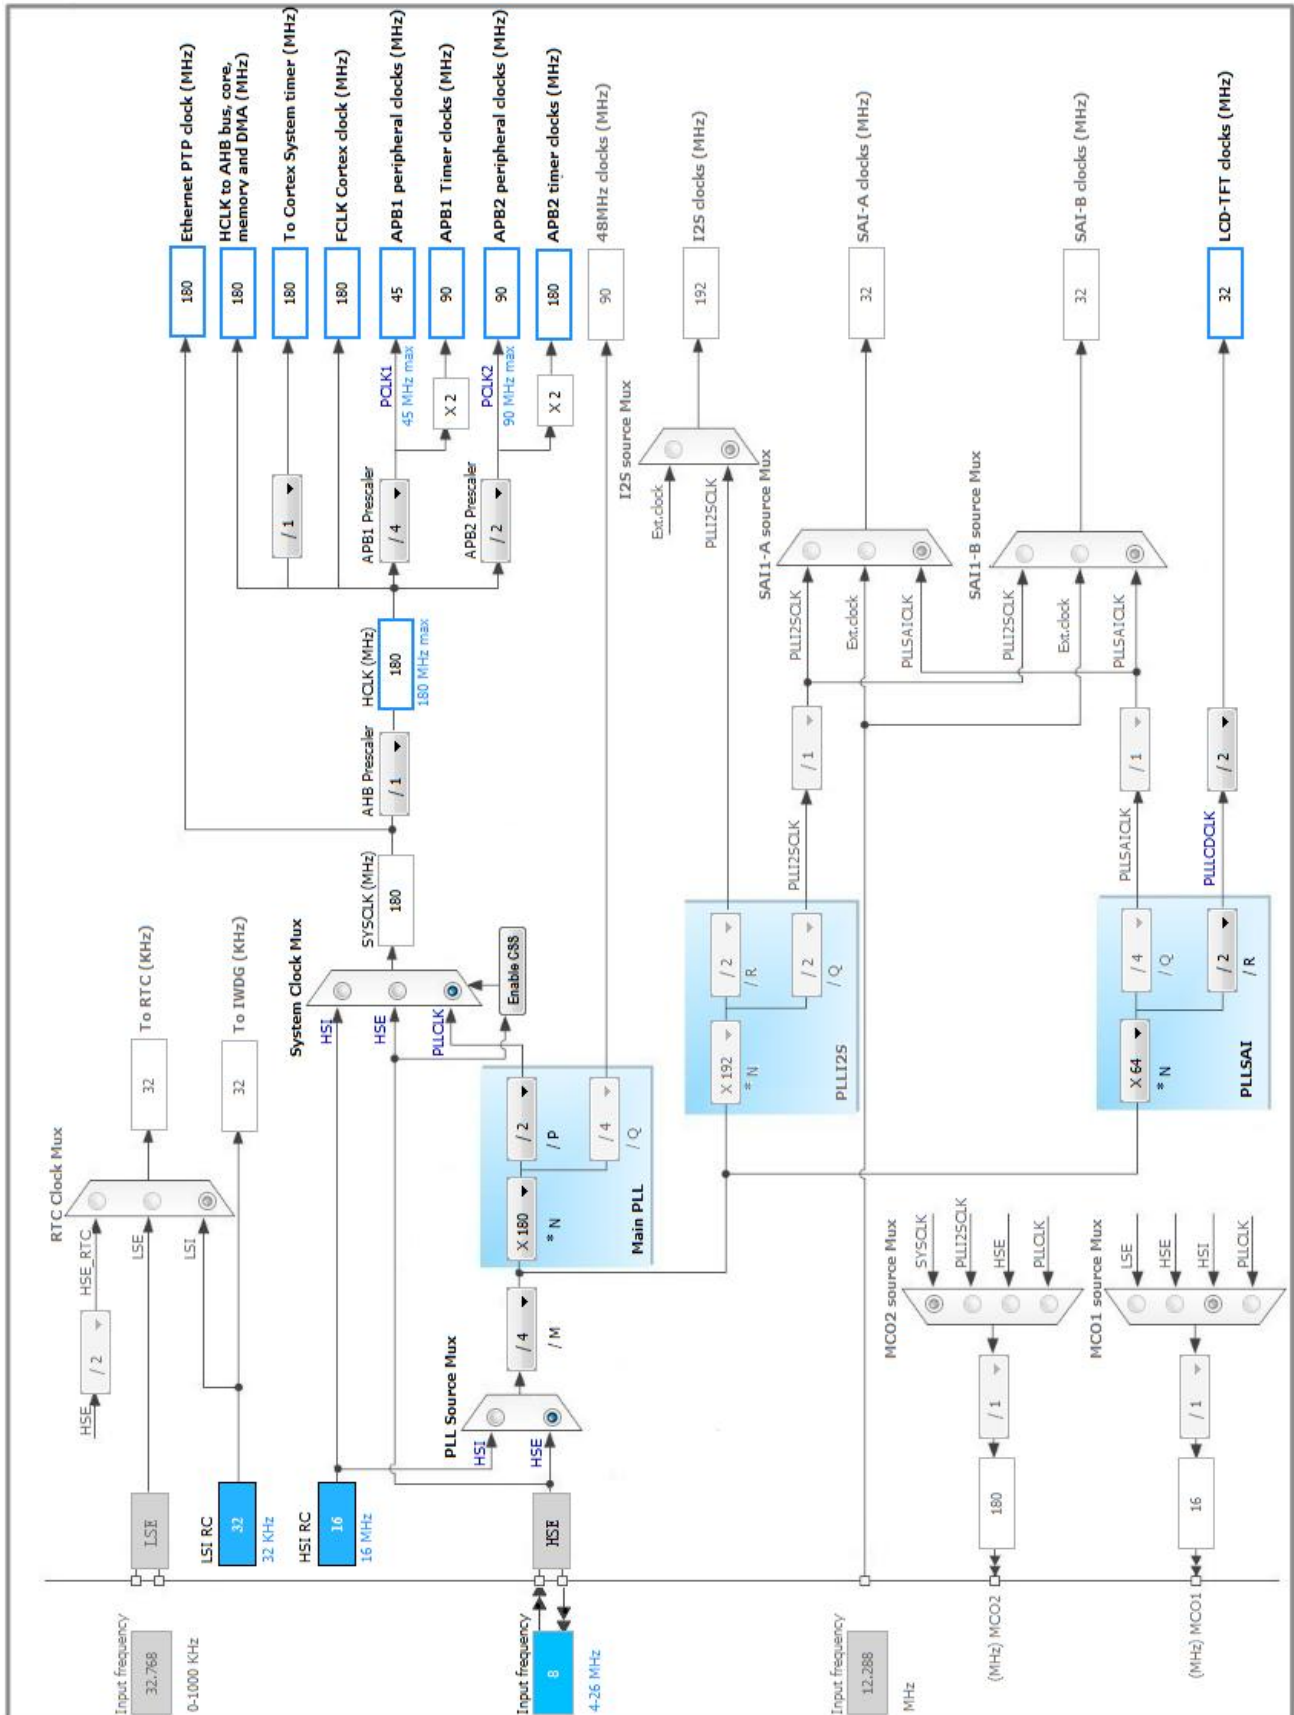 Input frequency
32.768
0-1000 KHz
LSE
HSE
/ 2
HSE_RTC
LSE
LSI
RTC Clock Mux
32
To RTC (KHz)
LSI RC
32
32 KHz
32
To IWDG (KHz)
HSI RC
16
16 MHz
Input frequency
8
4-26 MHz
HSE
PLL Source Mux
HSI
HSE
/ 4
/ M
X 180
* N
/ 2
/ P
/ 4
/ Q
Main PLL
System Clock Mux
HSI
HSE
PLLCLK
Enable CSS
SYSCLK (MHz)
180
AHB Prescaler
/ 1
HCLK (MHz)
180
180 MHz max
180
Ethernet PTP clock (MHz)
180
HCLK to AHB bus, core,
memory and DMA (MHz)
/ 1
180
To Cortex System timer (MHz)
180
FCLK Cortex clock (MHz)
APB1 Prescaler
/ 4
PCLK1
45 MHz max
45
APB1 peripheral clocks (MHz)
X 2
90
APB1 Timer clocks (MHz)
APB2 Prescaler
/ 2
PCLK2
90 MHz max
90
APB2 peripheral clocks (MHz)
X 2
180
APB2 timer clocks (MHz)
90
48MHz clocks (MHz)
X 192
* N
/ 2
/ R
/ 2
/ Q
PLLI2S
I2S source Mux
Ext.clock
PLLI2SCLK
192
I2S clocks (MHz)
PLLI2SCLK
/ 1
SAI1-A source Mux
PLLI2SCLK
Ext.clock
PLLSAICLK
32
SAI-A clocks (MHz)
SAI1-B source Mux
PLLI2SCLK
Ext.clock
PLLSAICLK
32
SAI-B clocks (MHz)
Input frequency
12.288
MHz
X 64
* N
/ 4
/ Q
/ 2
/ R
PLLSAI
PLLSAICLK
/ 1
PLLLCDCLK
/ 2
32
LCD-TFT clocks (MHz)
(MHz) MCO2
180
/ 1
MCO2 source Mux
SYSCLK
PLLI2SCLK
HSE
PLLCLK
(MHz) MCO1
16
/ 1
MCO1 source Mux
LSE
HSE
HSI
PLLCLK